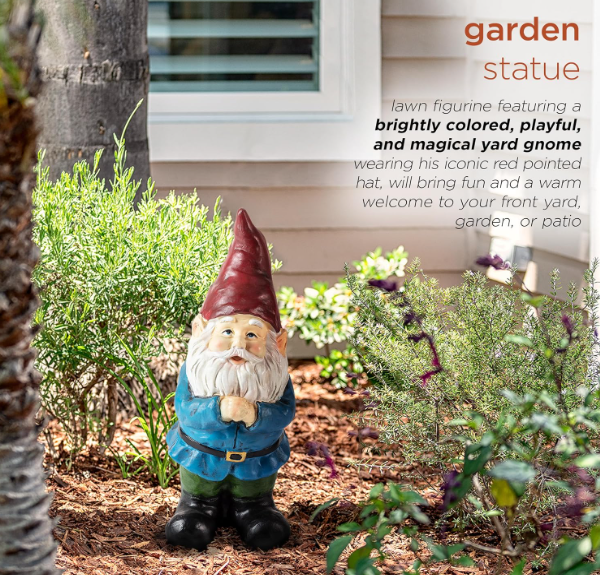 garden
statue
lawn figurine featuring a
brightly colored, playful,
and magical yard gnome
wearing his iconic red pointed
hat, will bring fun and a warm
welcome to your front yard,
garden, or patio